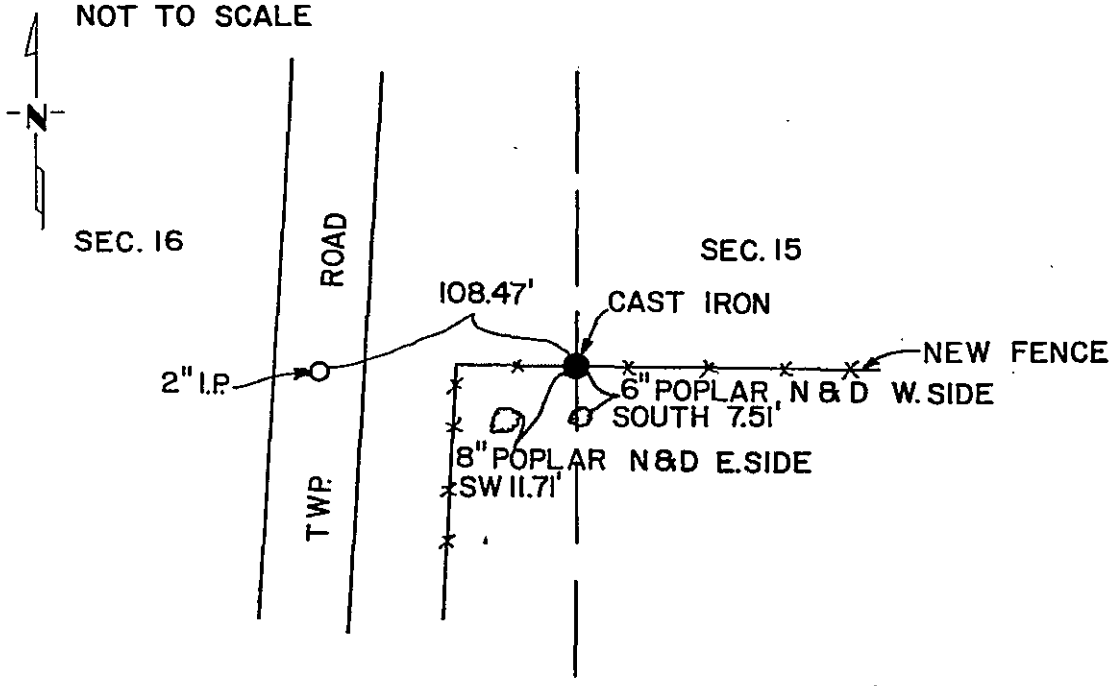 NOT TO SCALE
N
SEC. 16
ROAD
SEC. 15
108.47'
CAST IRON
NEW FENCE
2" I.P.
6" POPLAR, N & D W. SIDE
SOUTH 7.51'
8" POPLAR N&D E. SIDE
SW 11.71'
TWP.